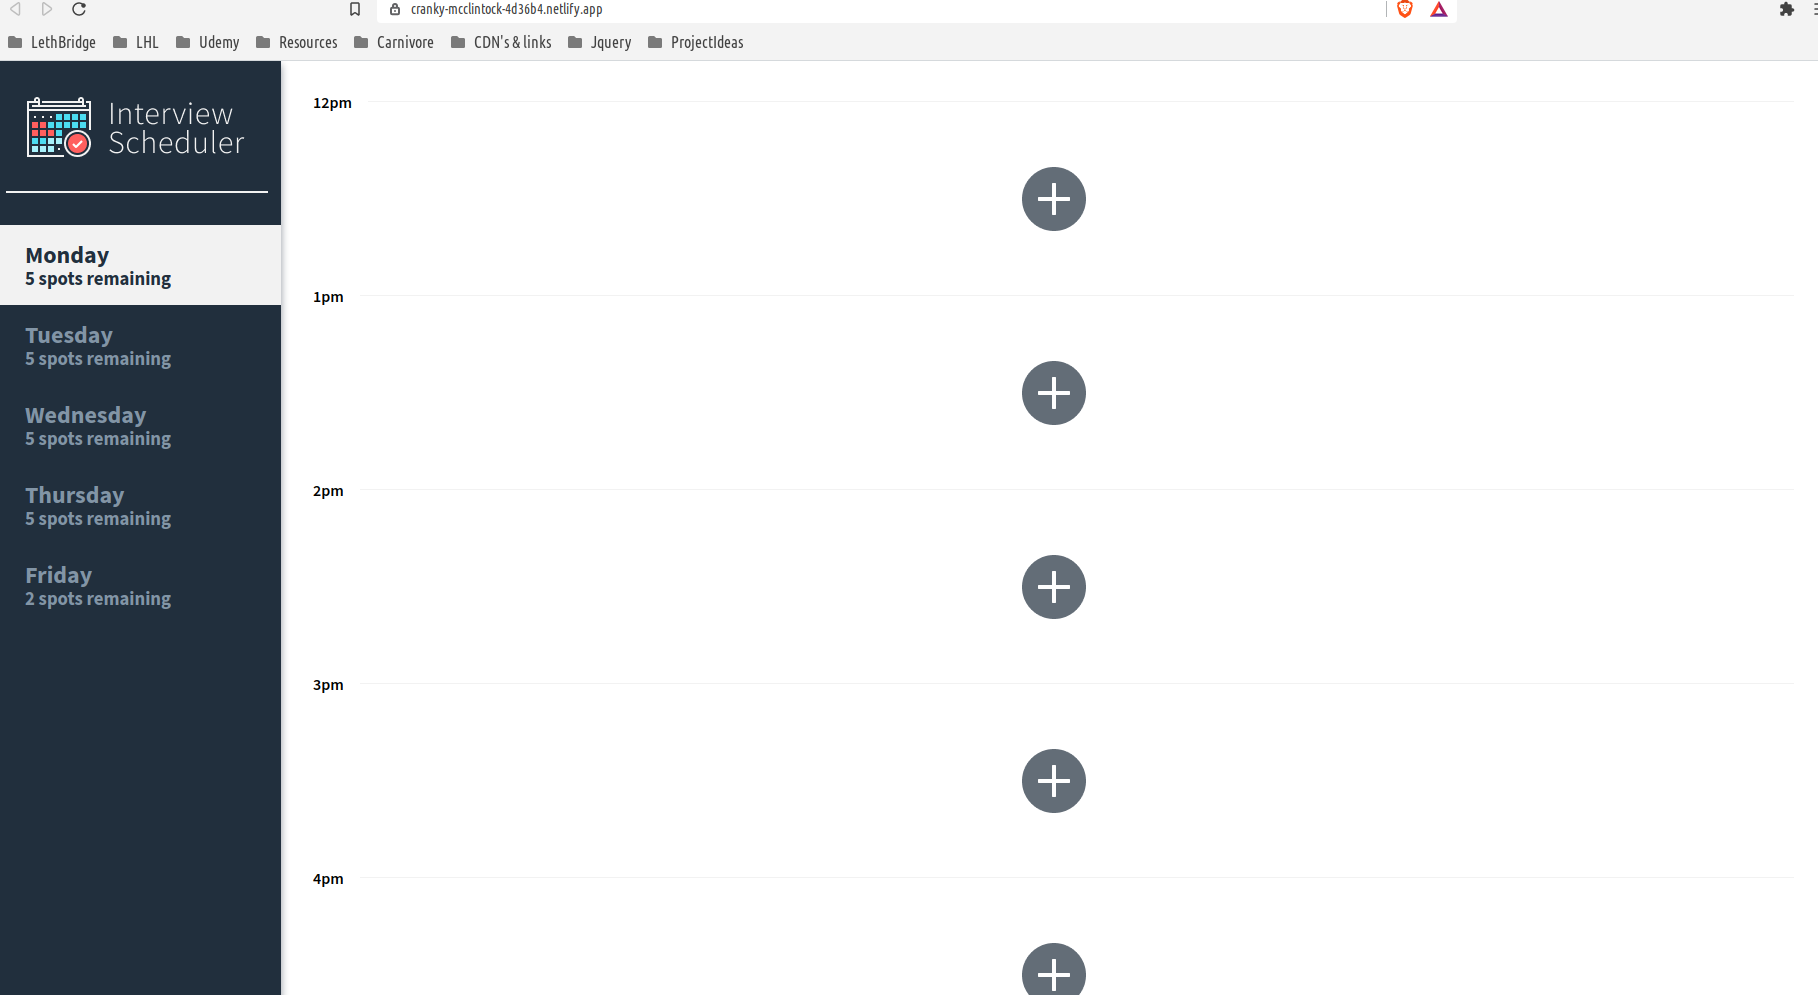 cranky-mcclintock-4d36b4.netlify.app
LethBridge LHL Udemy Resources Carnivore CDN's & links Jquery ProjectIdeas
Interview
Scheduler
Monday
5 spots remaining
Tuesday
5 spots remaining
Wednesday
5 spots remaining
Thursday
5 spots remaining
Friday
2 spots remaining
12pm
1pm
2pm
3pm
4pm